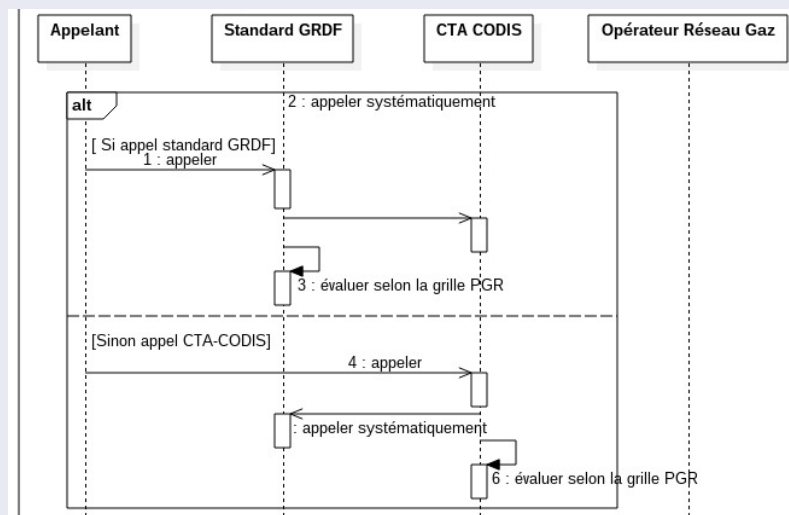 Appelant
Standard GRDF
CTA CODIS
Opérateur Réseau Gaz
alt
2 : appeler systématiquement
[ Si appel standard GRDF]
1 : appeler
3 : évaluer selon la grille PGR
[Sinon appel CTA-CODIS]
4 : appeler
: appeler systématiquement
6 : évaluer selon la grille PGR